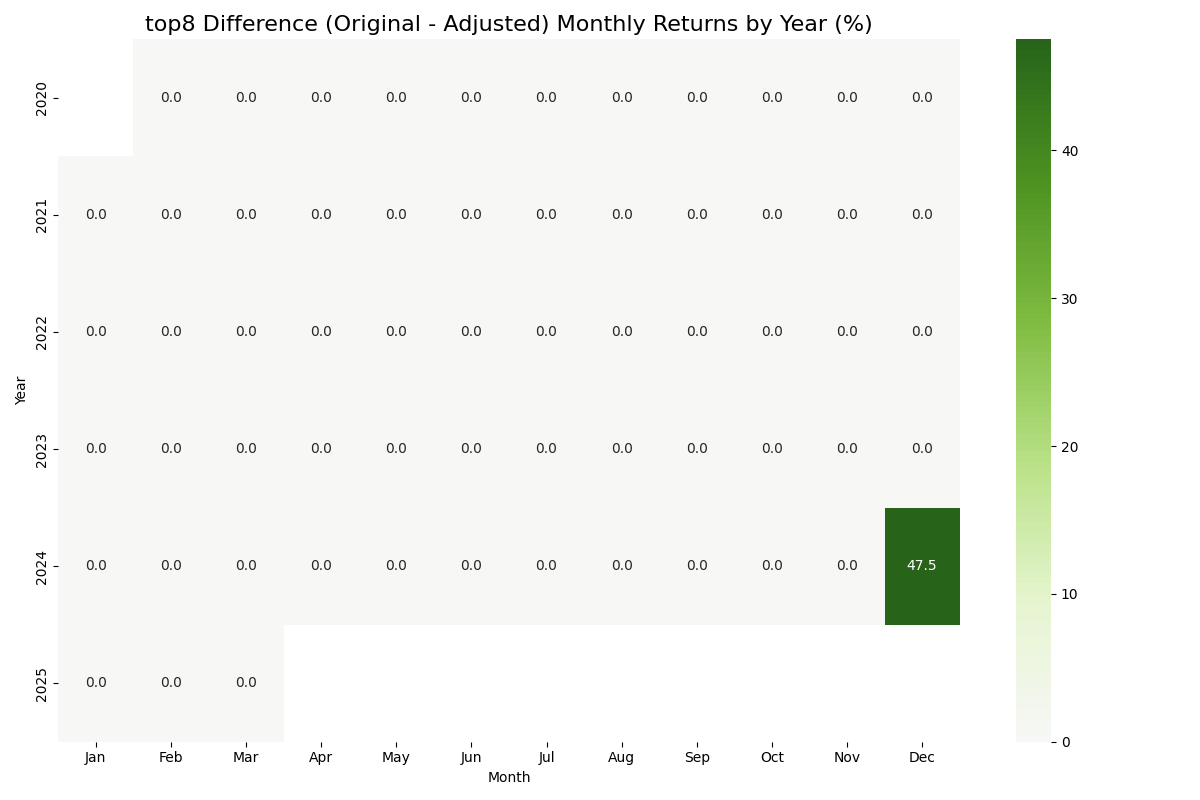 top8 Difference (Original - Adjusted) Monthly Returns by Year (%)
2020
0.0 0.0 0.0 0.0 0.0 0.0 0.0 0.0 0.0 0.0 0.0
2021
0.0 0.0 0.0 0.0 0.0 0.0 0.0 0.0 0.0 0.0 0.0 0.0
2022
0.0 0.0 0.0 0.0 0.0 0.0 0.0 0.0 0.0 0.0 0.0 0.0
2023
0.0 0.0 0.0 0.0 0.0 0.0 0.0 0.0 0.0 0.0 0.0 0.0
2024
0.0 0.0 0.0 0.0 0.0 0.0 0.0 0.0 0.0 0.0 0.0 47.5
2025
0.0 0.0 0.0
Year
Jan Feb Mar Apr May Jun Jul Aug Sep Oct Nov Dec
Month
40
30
20
10
0